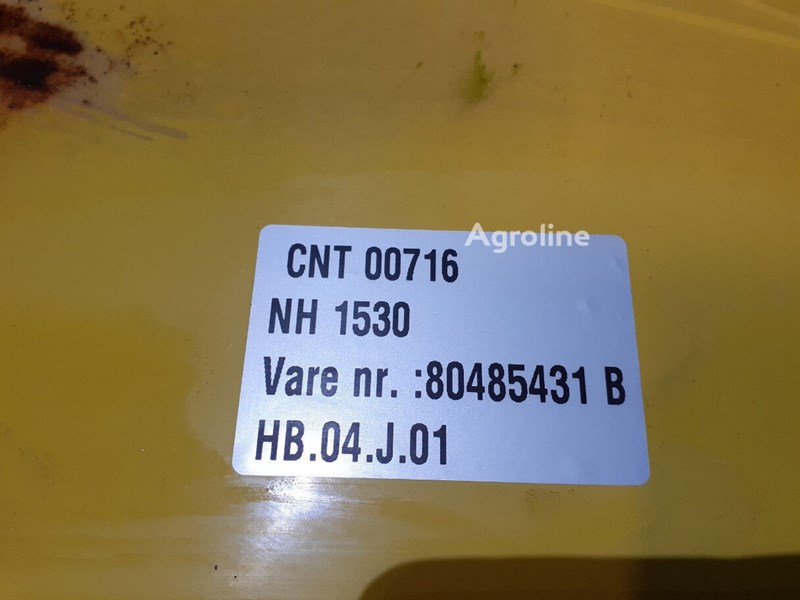 Agroline
CNT 00716
NH 1530
Vare nr. :80485431 B
HB.04.J.01